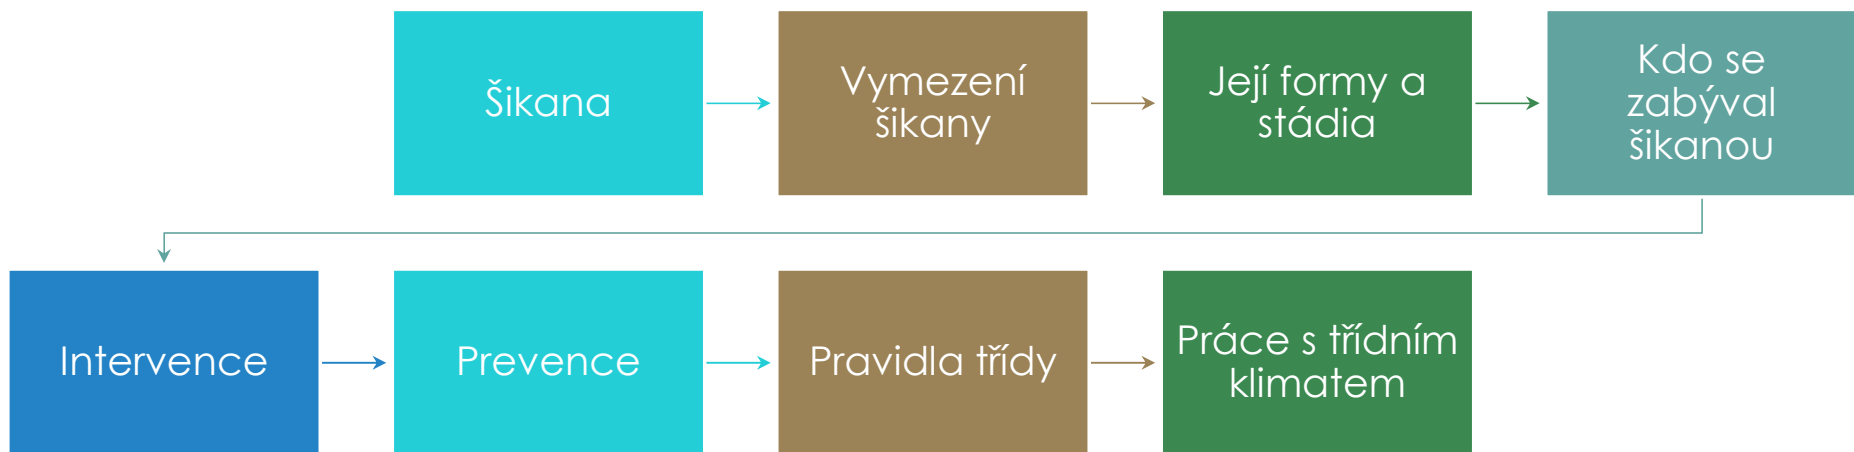 Šikana
Vymezení
šikany
Její formy a
stádia
Kdo se
zabýval
šikanou
Intervence
Prevence
Pravidla třídy
Práce s třídním
klimatem